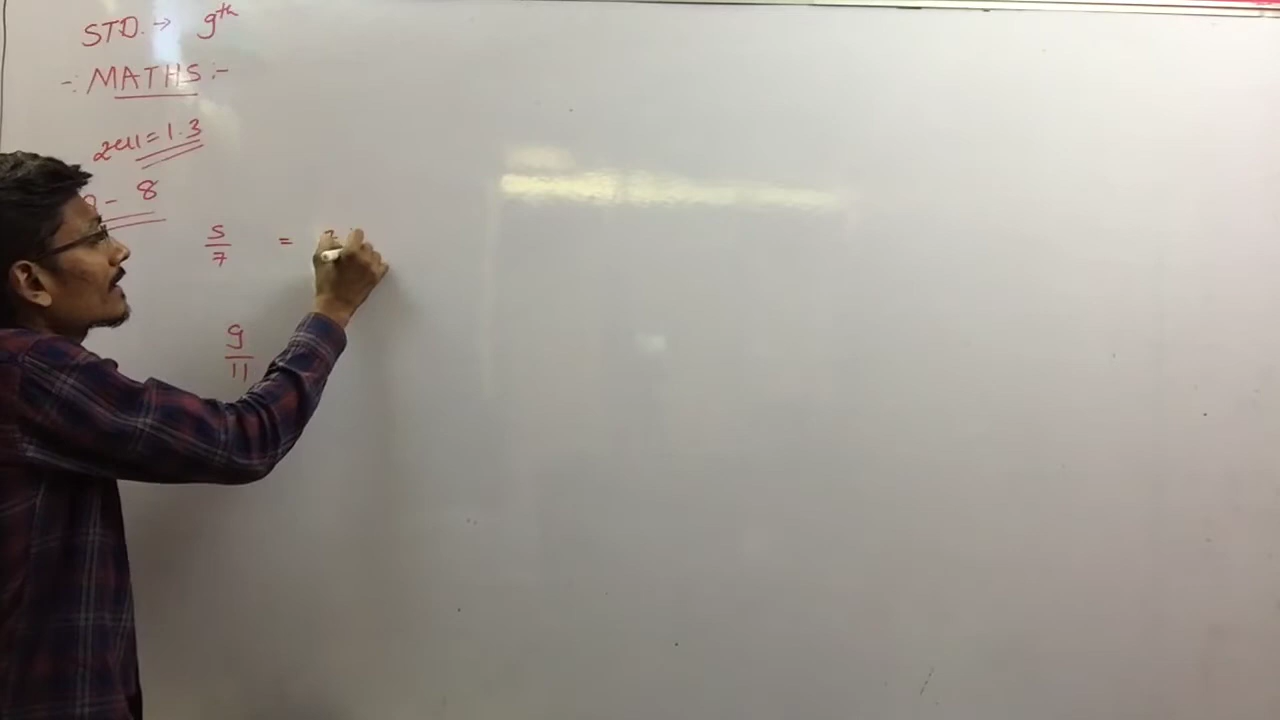 STD. → 9th
-: MATHS :-
= 1.3
- 8
5/7 =
9/11